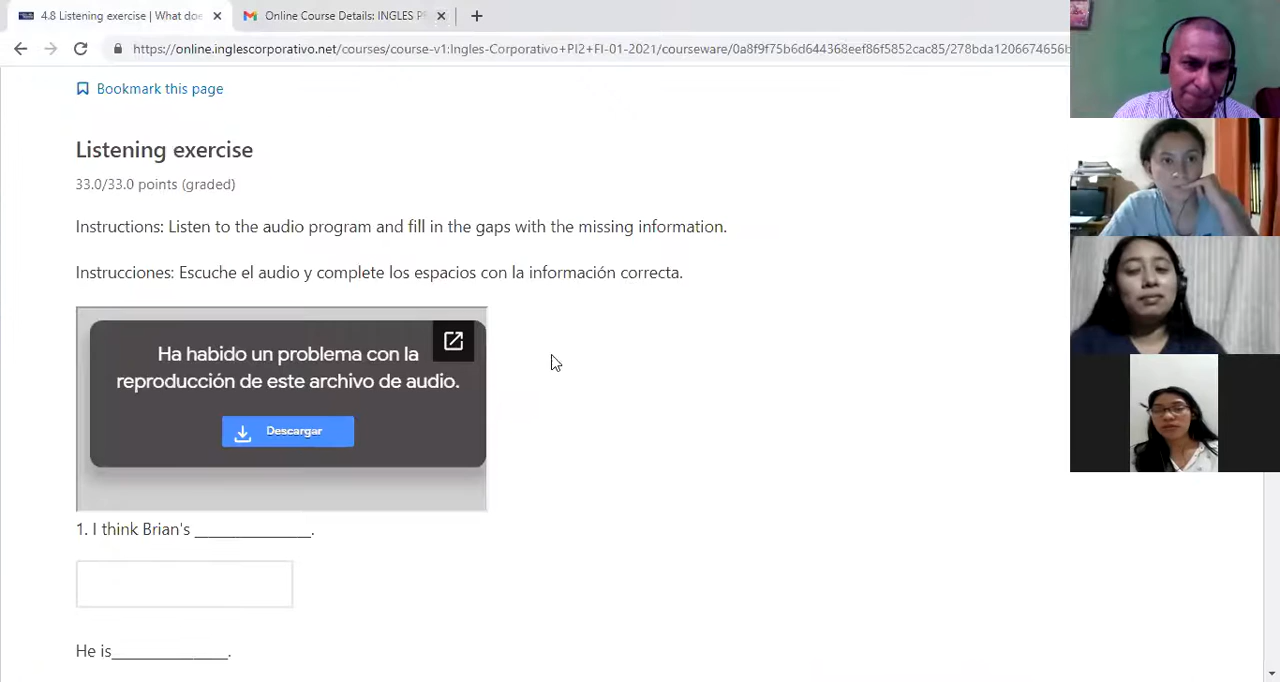 4.8 Listening exercise | What doe
Online Course Details: INGLES P
https://online.inglescorporativo.net/courses/course-v1:Ingles-Corporativo+PI2+FI-01-2021/courseware/0a8f9f75b6d644368eef86f5852cac85/278bda1206674656b
Bookmark this page
Listening exercise
33.0/33.0 points (graded)
Instructions: Listen to the audio program and fill in the gaps with the missing information.
Instrucciones: Escuche el audio y complete los espacios con la información correcta.
Ha habido un problema con la
reproducción de este archivo de audio.
Descargar
1. I think Brian's ______________.
He is______________.